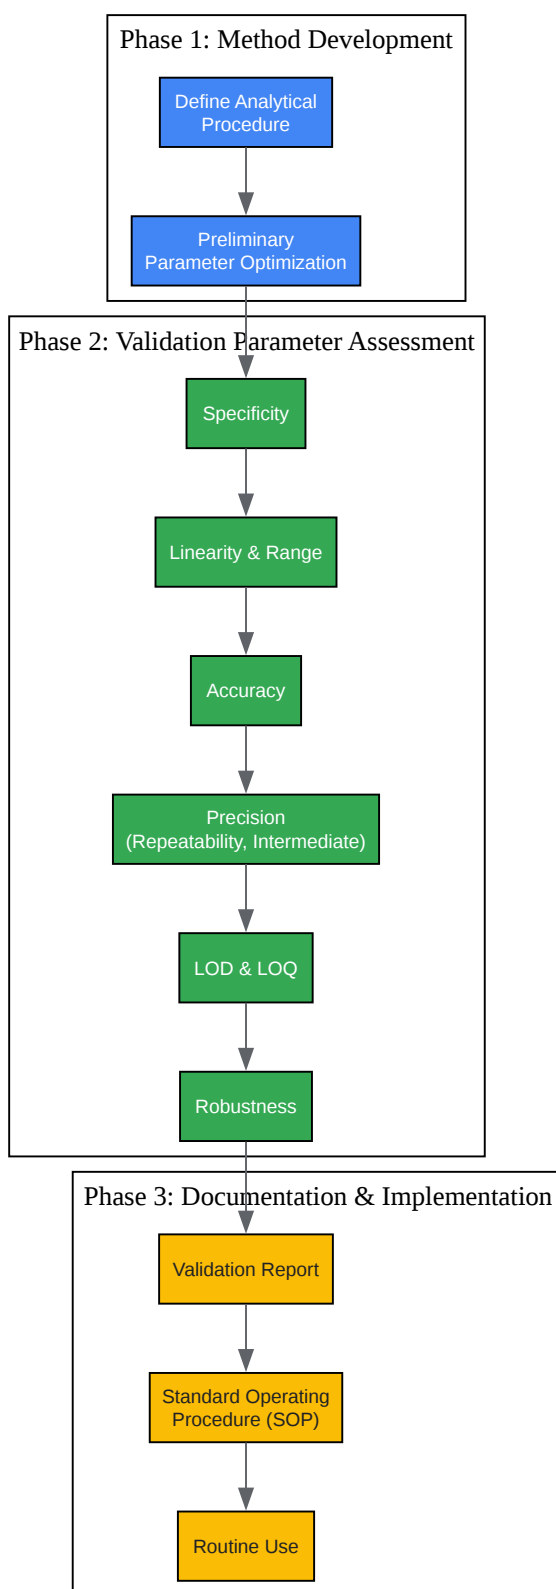 Phase 1: Method Development
Define Analytical
Procedure
Preliminary
Parameter Optimization
Phase 2: Validation Parameter Assessment
Specificity
Linearity & Range
Accuracy
Precision
(Repeatability, Intermediate)
LOD & LOQ
Robustness
Phase 3: Documentation & Implementation
Validation Report
Standard Operating
Procedure (SOP)
Routine Use